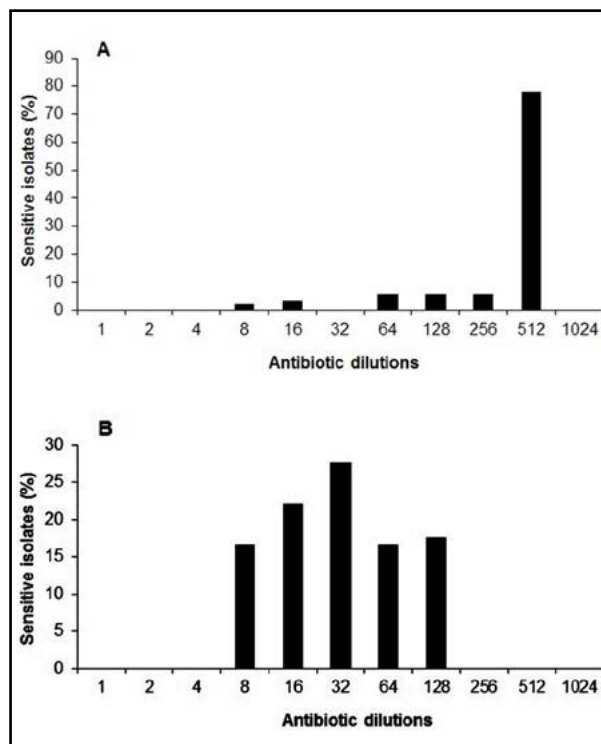 A
Sensitive isolates (%)
90
80
70
60
50
40
30
20
10
0
1 2 4 8 16 32 64 128 256 512 1024
Antibiotic dilutions
B
Sensitive isolates (%)
30
25
20
15
10
5
0
1 2 4 8 16 32 64 128 256 512 1024
Antibiotic dilutions